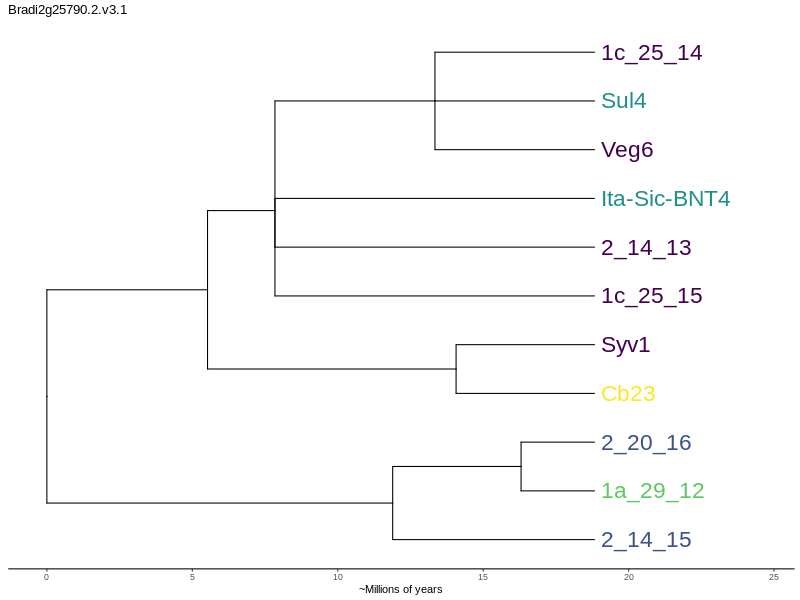 Bradi2g25790.2.v3.1
1c_25_14
Sul4
Veg6
Ita-Sic-BNT4
2_14_13
1c_25_15
Syv1
Cb23
2_20_16
1a_29_12
2_14_15
0 5 10 15 20 25
~Millions of years